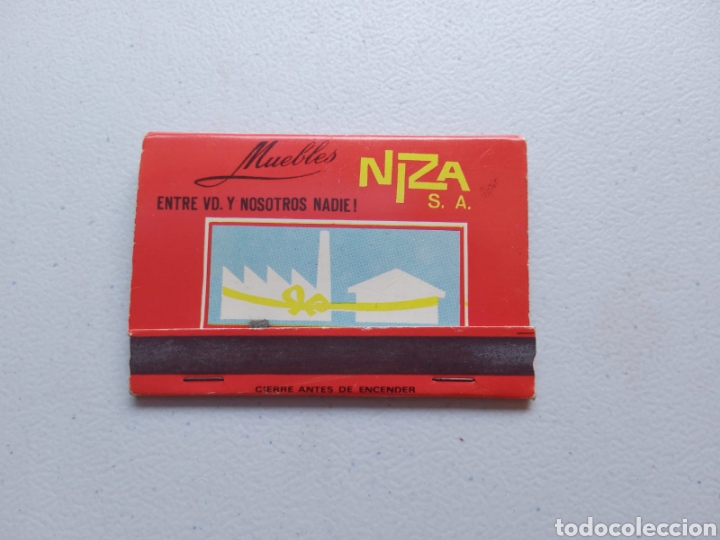 Muebles NIZA
S. A.
ENTRE VD. Y NOSOTROS NADIE!
CIERRE ANTES DE ENCENDER
todocoleccion